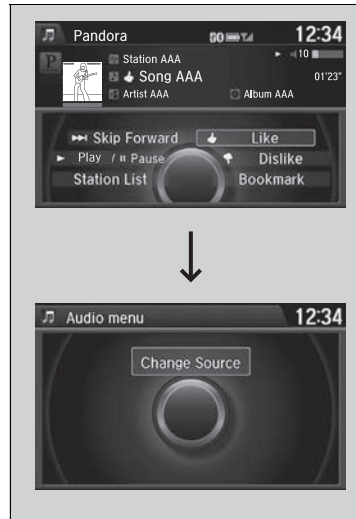 Pandora 12:34
Station AAA 10
P Song AAA 01'23"
Artist AAA Album AAA
Skip Forward Like
Play / Pause Dislike
Station List Bookmark
Audio menu 12:34
Change Source